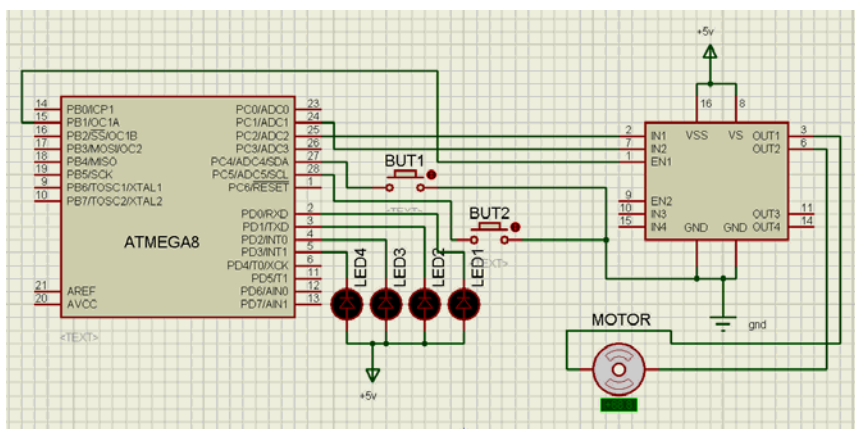 +5v
14 PB0/ICP1
15 PB1/OC1A
16 PB2/SS/OC1B
17 PB3/MOSI/OC2
18 PB4/MISO
19 PB5/SCK
9 PB6/TOSC1/XTAL1
10 PB7/TOSC2/XTAL2
21 AREF
20 AVCC
ATMEGA8
PC0/ADC0 23
PC1/ADC1 24
PC2/ADC2 25
PC3/ADC3 26
PC4/ADC4/SDA 27
PC5/ADC5/SCL 28
PC6/RESET 1
PD0/RXD 2
PD1/TXD 3
PD2/INT0 4
PD3/INT1 5
PD4/T0/XCK 6
PD5/T1 11
PD6/AIN0 12
PD7/AIN1 13
<TEXT>
BUT1
<TEXT>
BUT2
<TEXT>
LED4
LED3
LED2
LED1
+5v
16 8
2 IN1 VSS VS OUT1 3
7 IN2 OUT2 6
1 EN1
9 EN2
10 IN3 OUT3 11
15 IN4 GND GND OUT4 14
gnd
MOTOR